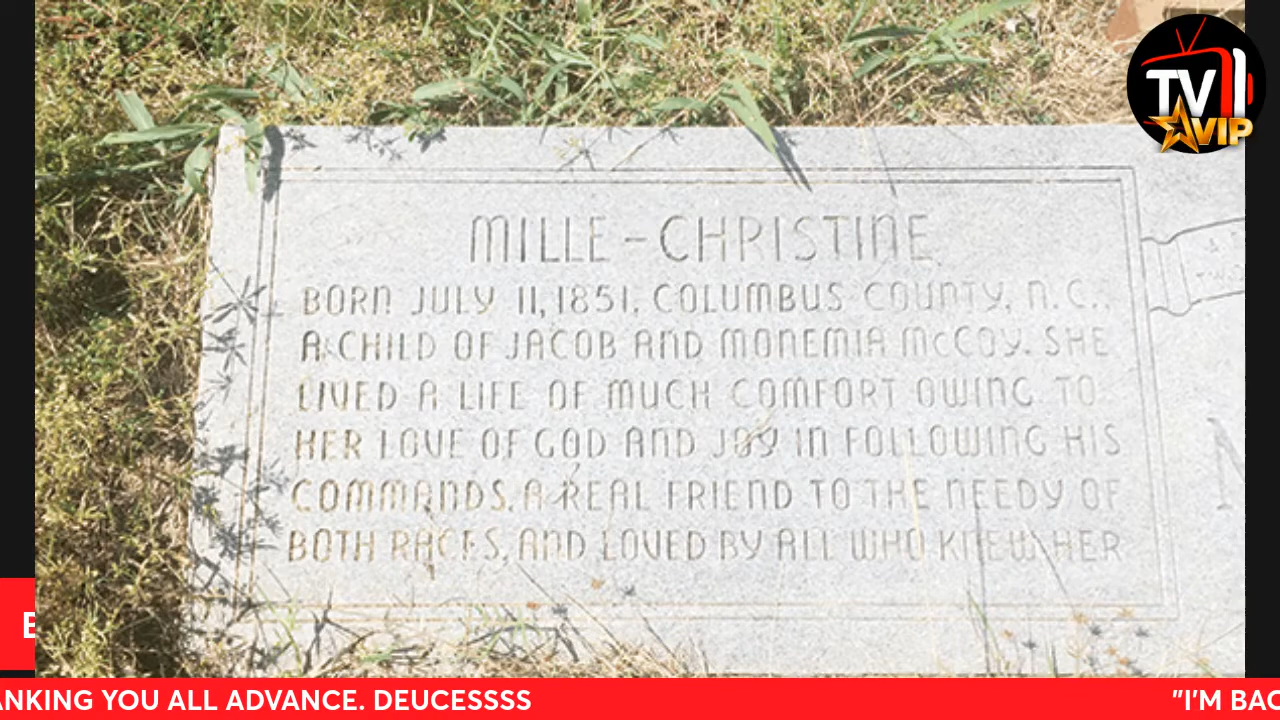 TV
VIP
MILLE-CHRISTINE
BORN JULY 11, 1851, COLUMBUS COUNTY, N.C.,
A CHILD OF JACOB AND MONEMIA McCOY. SHE
LIVED A LIFE OF MUCH COMFORT OWING TO
HER LOVE OF GOD AND JOY IN FOLLOWING HIS
COMMANDS. A REAL FRIEND TO THE NEEDY OF
BOTH RACES, AND LOVED BY ALL WHO KNEW HER
ANKING YOU ALL ADVANCE. DEUCESSSS
"I'M BAC